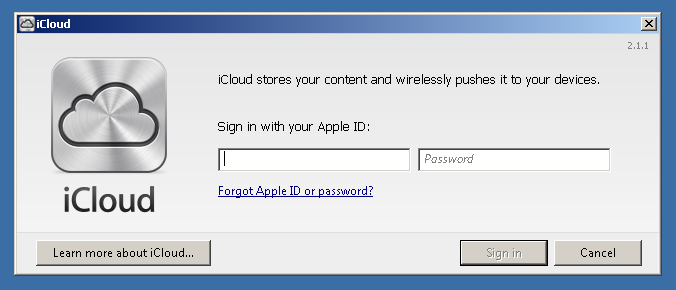 iCloud
2.1.1
iCloud stores your content and wirelessly pushes it to your devices.
Sign in with your Apple ID:
Password
Forgot Apple ID or password?
iCloud
Learn more about iCloud...
Sign in
Cancel